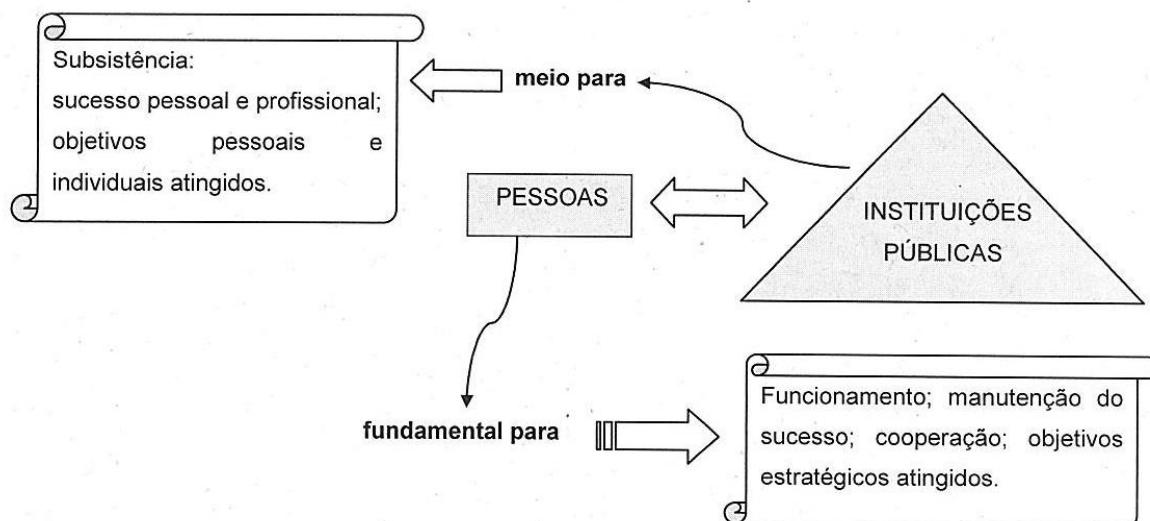 Subsistência:
sucesso pessoal e profissional;
objetivos pessoais e
individuais atingidos.
meio para
PESSOAS
INSTITUIÇÕES
PÚBLICAS
fundamental para
Funcionamento; manutenção do
sucesso; cooperação; objetivos
estratégicos atingidos.